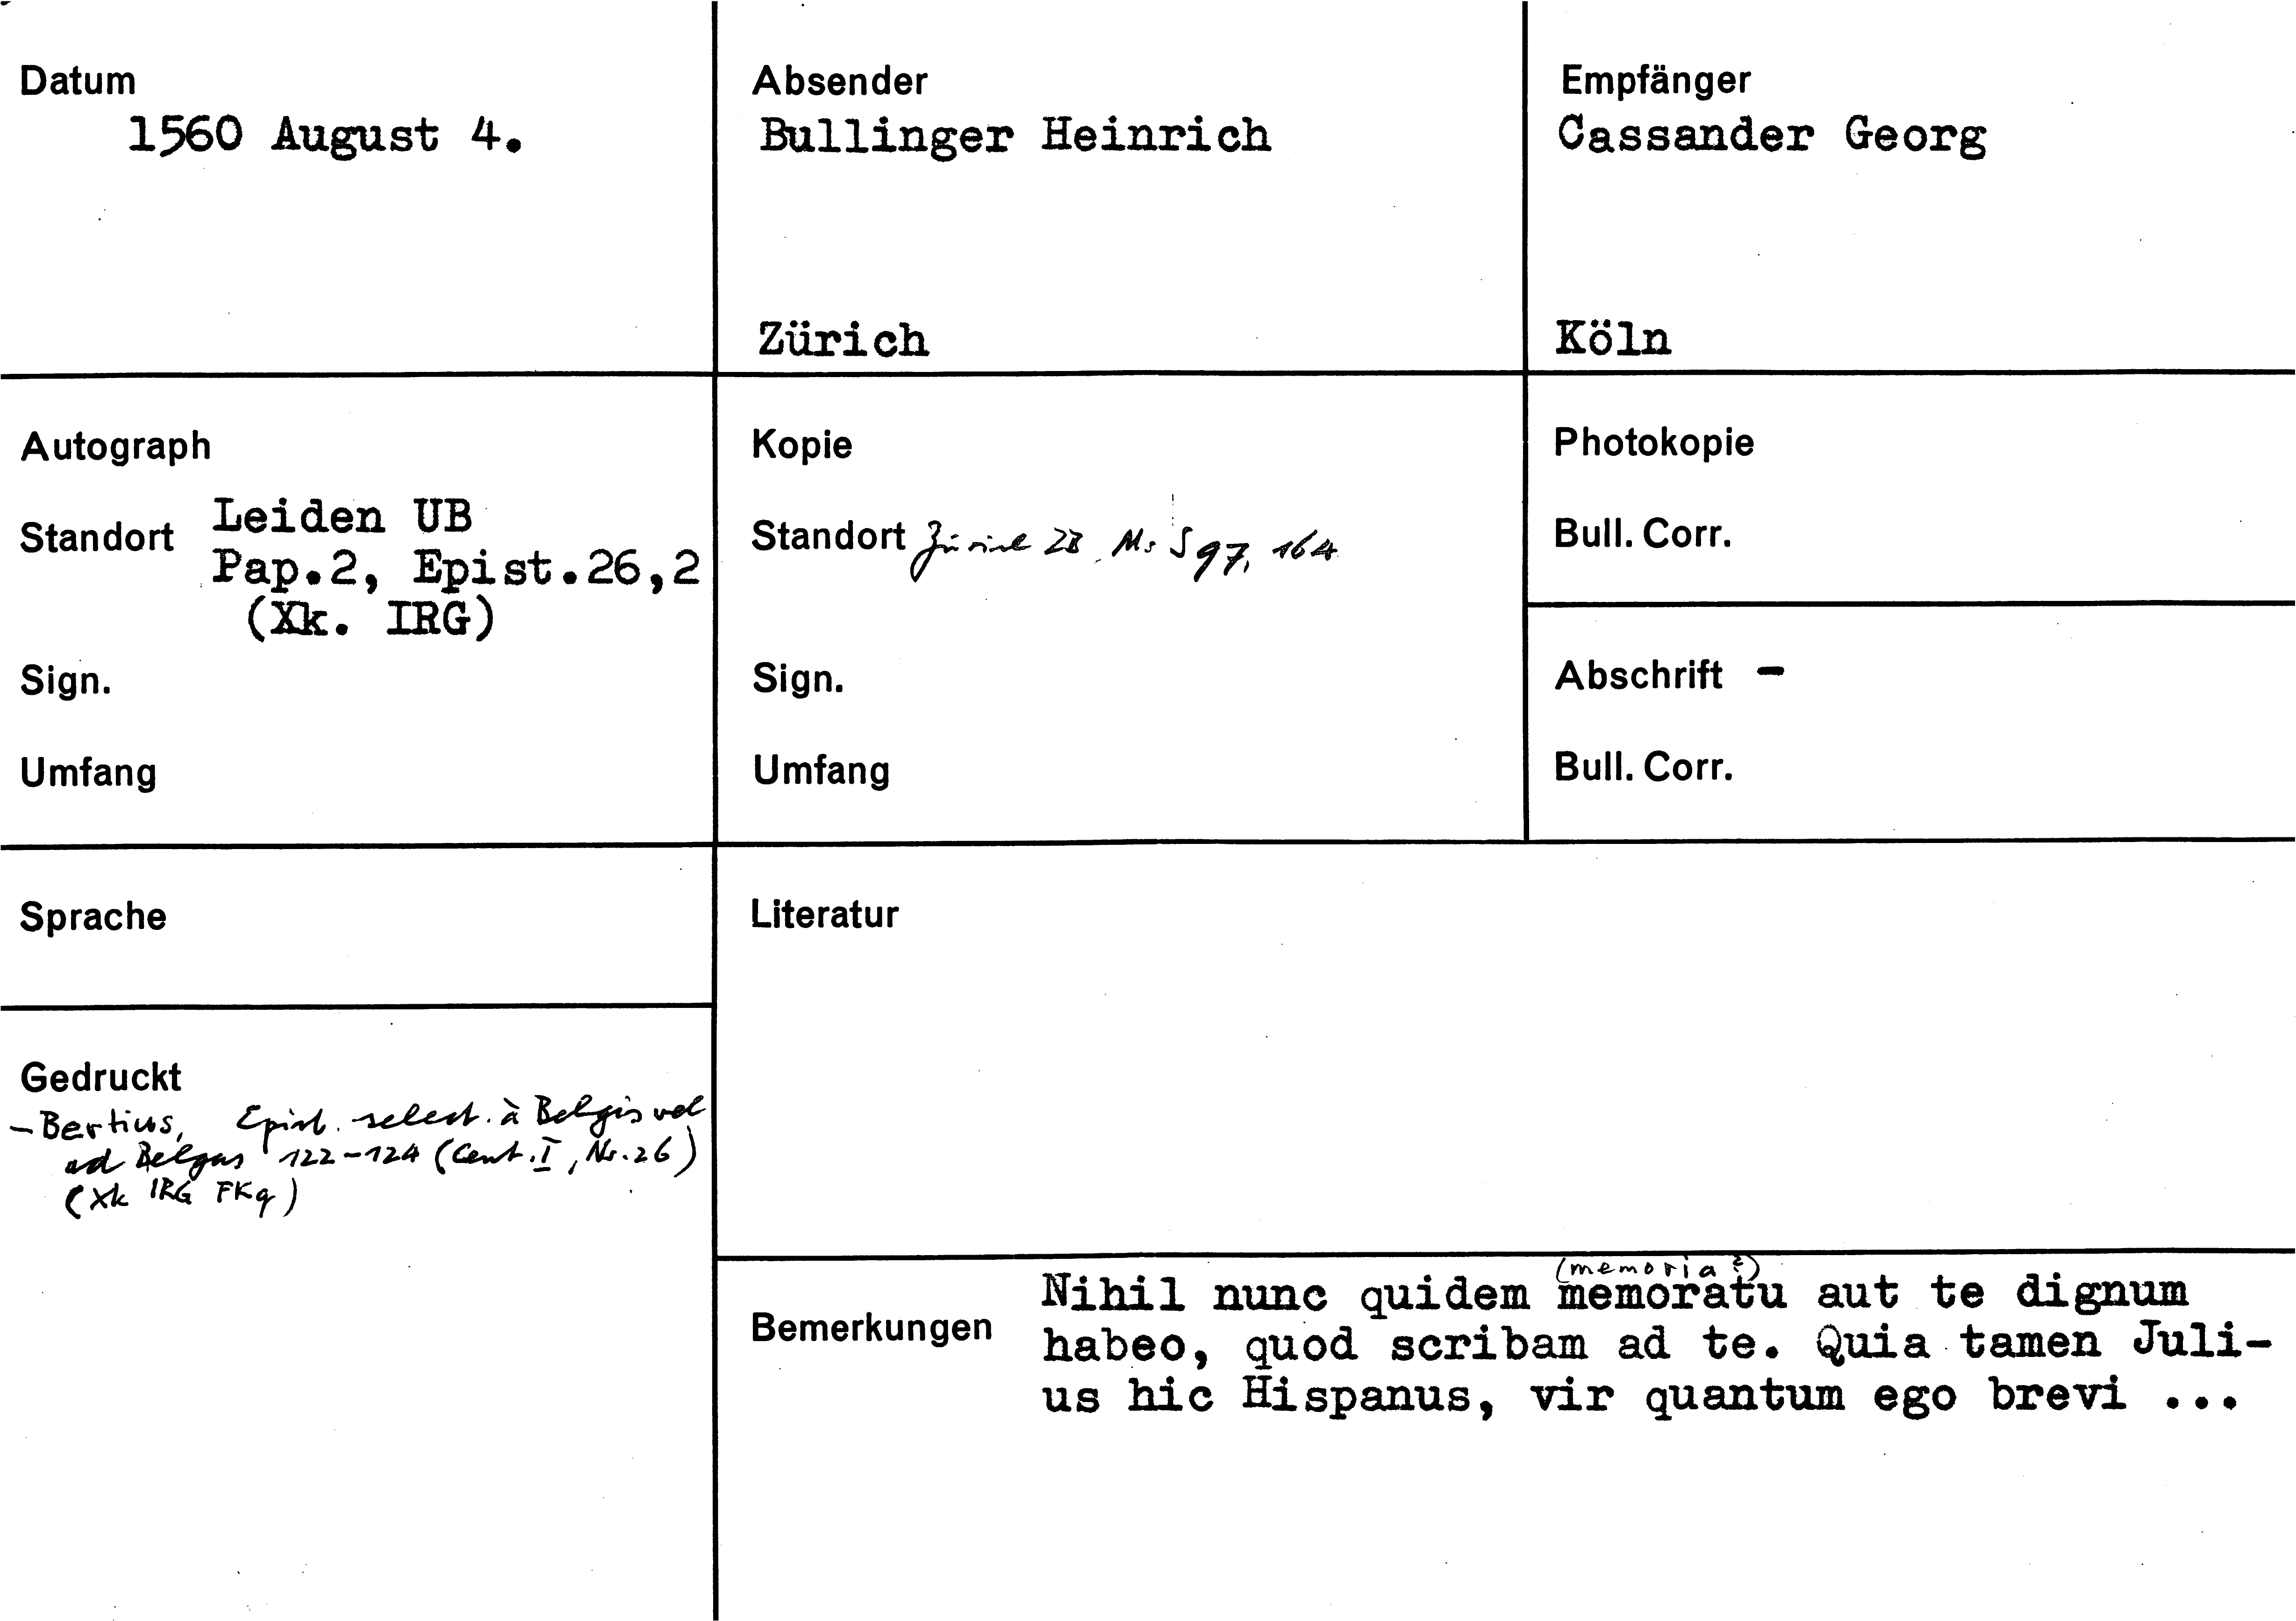 Datum
1560 August 4.
Absender
Bullinger Heinrich
Zürich
Empfänger
Cassander Georg
Köln
Autograph
Standort Leiden UB
Pap.2, Epist.26,2
(Xk. IRG)
Sign.
Umfang
Kopie
Standort Zürich ZB Ms S 97, 164
Sign.
Umfang
Photokopie
Bull. Corr.
Abschrift -
Bull. Corr.
Sprache
Literatur
Gedruckt
- Bertius, Epist. select. à Belgis vel
ad Belgas 122-124 (Cent. I, Nr. 26)
(Xk IRG FKq)
Bemerkungen
(memoria?)
Nihil nunc quidem memoratu aut te dignum
habeo, quod scribam ad te. Quia tamen Juli-
us hic Hispanus, vir quantum ego brevi ...